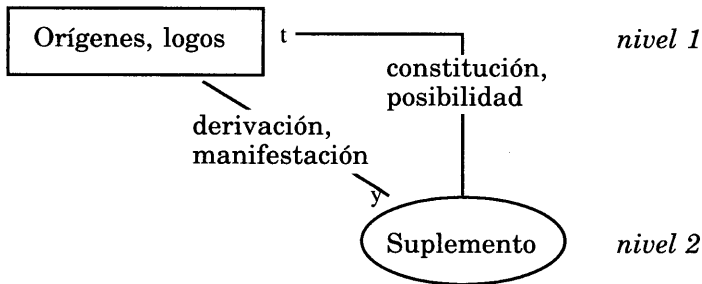 Orígenes, logos
t
nivel 1
constitución,
posibilidad
derivación,
manifestación
y
Suplemento
nivel 2